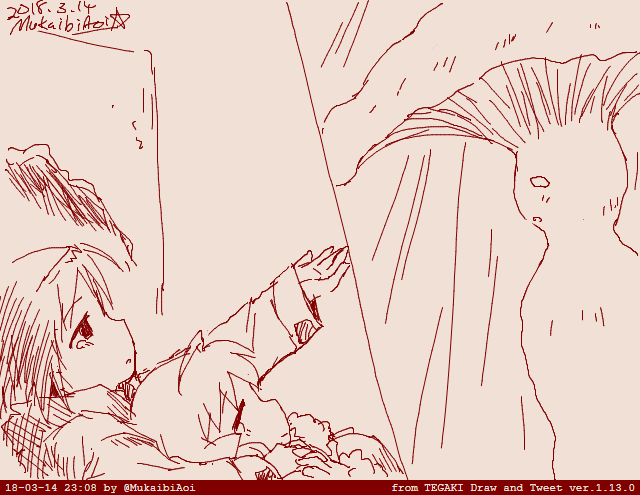 2018.3.14
MukaibiAoi☆
18-03-14 23:08 by @MukaibiAoi
from TEGAKI Draw and Tweet ver.1.13.0